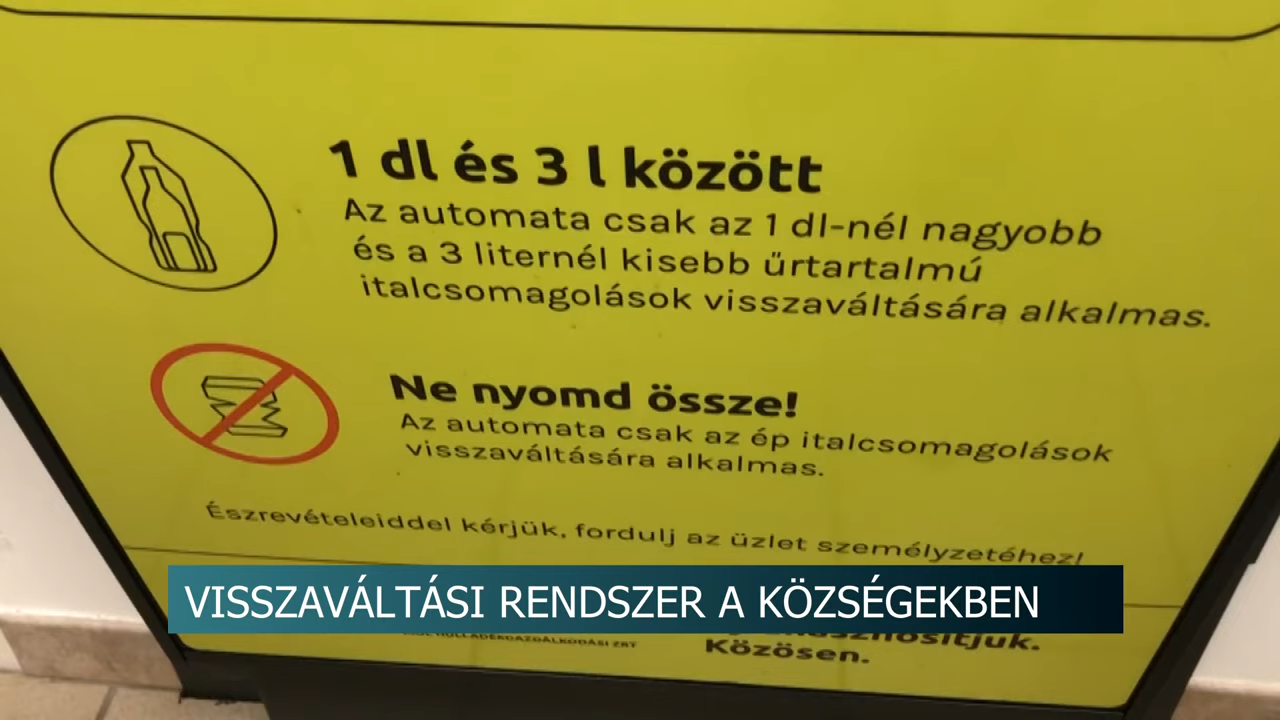 1 dl és 3 l között
Az automata csak az 1 dl-nél nagyobb
és a 3 liternél kisebb űrtartalmú
italcsomagolások visszaváltására alkalmas.
Ne nyomd össze!
Az automata csak az ép italcsomagolások
visszaváltására alkalmas.
Észrevételeiddel kérjük, fordulj az üzlet személyzetéhez!
VISSZAVÁLTÁSI RENDSZER A KÖZSÉGEKBEN
HULLADÉKGAZDÁLKODÁSI ZRT
Közösen.